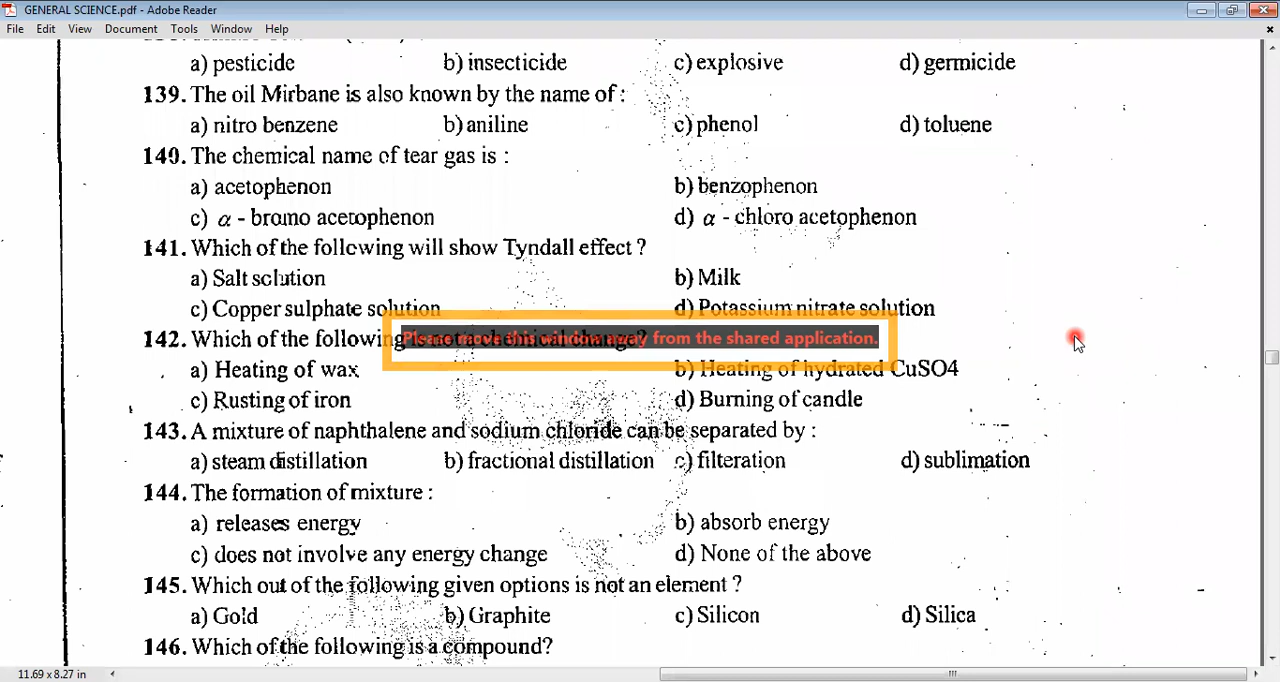 GENERAL SCIENCE.pdf - Adobe Reader
File Edit View Document Tools Window Help
a) pesticide b) insecticide c) explosive d) germicide
139. The oil Mirbane is also known by the name of :
a) nitro benzene b) aniline c) phenol d) toluene
140. The chemical name of tear gas is :
a) acetophenon b) benzophenon
c) α - bromo acetophenon d) α - chloro acetophenon
141. Which of the following will show Tyndall effect ?
a) Salt solution b) Milk
c) Copper sulphate solution d) Potassium nitrate solution
142. Which of the following is not a chemical change?
Please move this window away from the shared application.
a) Heating of wax b) Heating of hydrated CuSO4
c) Rusting of iron d) Burning of candle
143. A mixture of naphthalene and sodium chloride can be separated by :
a) steam distillation b) fractional distillation c) filteration d) sublimation
144. The formation of mixture :
a) releases energy b) absorb energy
c) does not involve any energy change d) None of the above
145. Which out of the following given options is not an element ?
a) Gold b) Graphite c) Silicon d) Silica
146. Which of the following is a compound?
11.69 x 8.27 in